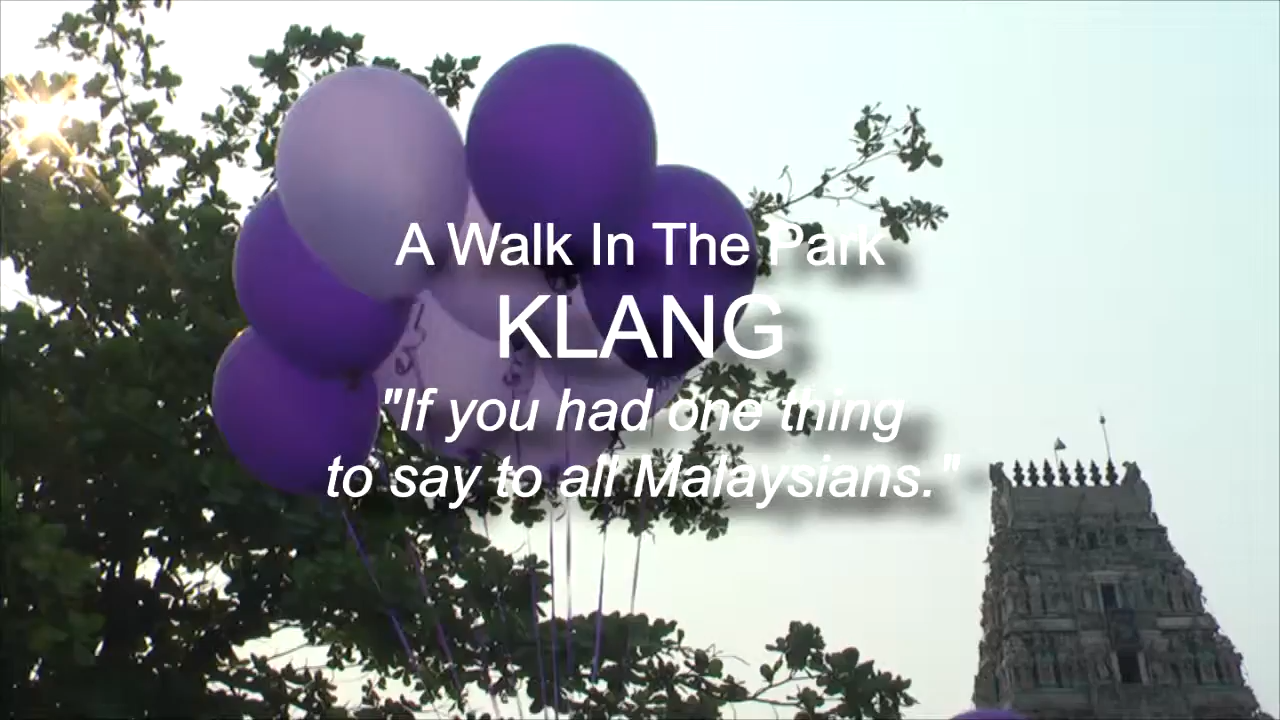 A Walk In The Park
KLANG
"If you had one thing
to say to all Malaysians."